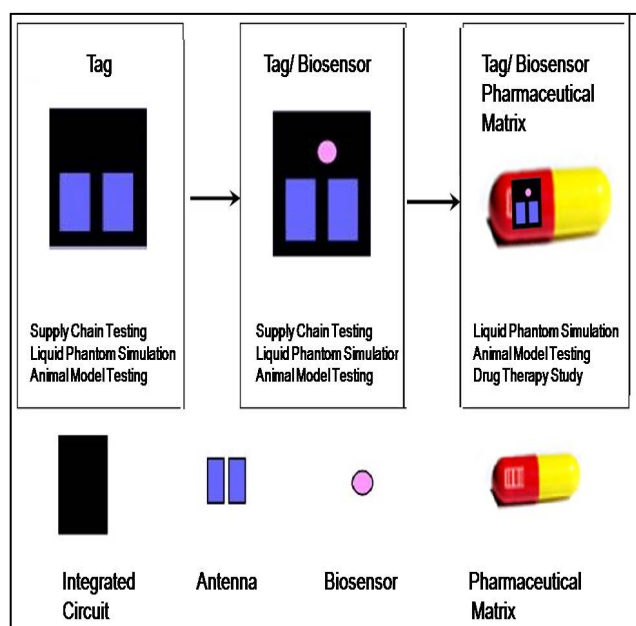 Tag
Supply Chain Testing
Liquid Phantom Simulation
Animal Model Testing
Tag/ Biosensor
Supply Chain Testing
Liquid Phantom Simulation
Animal Model Testing
Tag/ Biosensor
Pharmaceutical
Matrix
Liquid Phantom Simulation
Animal Model Testing
Drug Therapy Study
Integrated
Circuit
Antenna
Biosensor
Pharmaceutical
Matrix